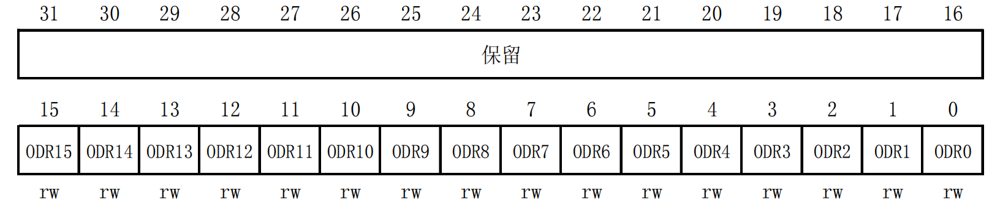 31 30 29 28 27 26 25 24 23 22 21 20 19 18 17 16
保留
15 14 13 12 11 10 9 8 7 6 5 4 3 2 1 0
ODR15 ODR14 ODR13 ODR12 ODR11 ODR10 ODR9 ODR8 ODR7 ODR6 ODR5 ODR4 ODR3 ODR2 ODR1 ODR0
rw rw rw rw rw rw rw rw rw rw rw rw rw rw rw rw